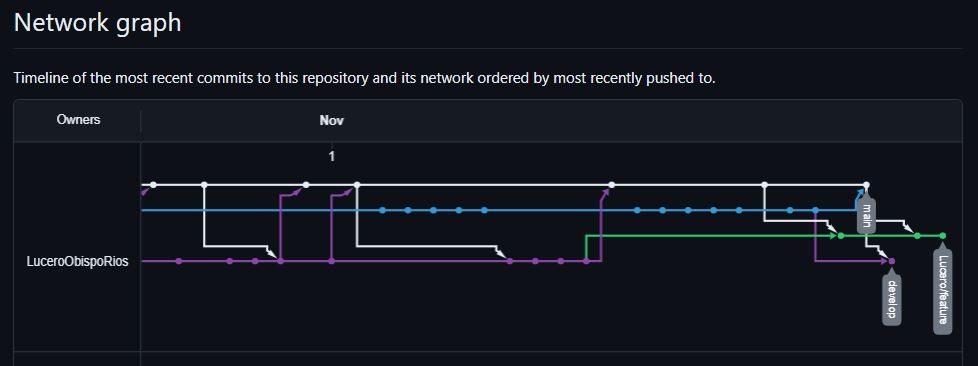 Network graph
Timeline of the most recent commits to this repository and its network ordered by most recently pushed to.
Owners
Nov
1
LuceroObispoRios
main
develop
Lucero/feature